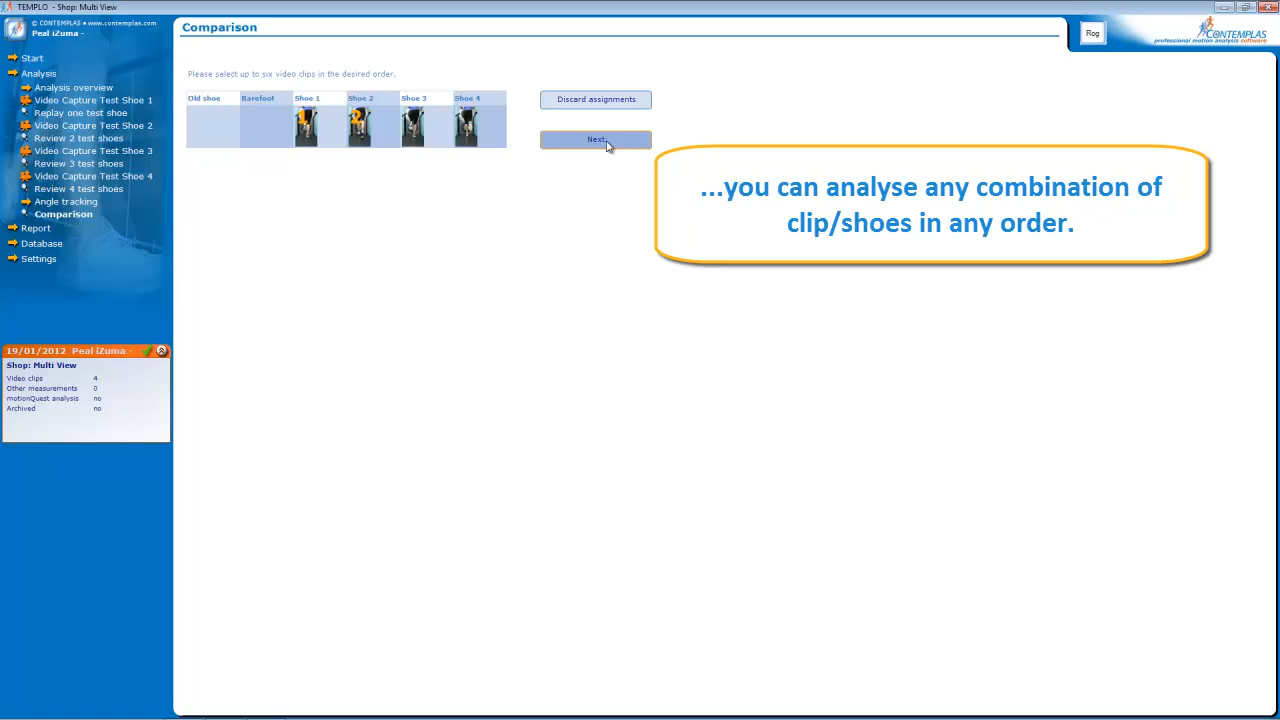 TEMPLO - Shop: Multi View
© CONTEMPLAS • www.contemplas.com
Peal iZuma -
Start
Analysis
Analysis overview
Video Capture Test Shoe 1
Replay one test shoe
Video Capture Test Shoe 2
Review 2 test shoes
Video Capture Test Shoe 3
Review 3 test shoes
Video Capture Test Shoe 4
Review 4 test shoes
Angle tracking
Comparison
Report
Database
Settings
19/01/2012 Peal iZuma -
Shop: Multi View
Video clips 4
Other measurements 0
motionQuest analysis no
Archived no
Comparison
Rog
CONTEMPLAS
professional motion analysis software
Please select up to six video clips in the desired order.
Old shoe Barefoot Shoe 1 Shoe 2 Shoe 3 Shoe 4
1 2
Discard assignments
Next
...you can analyse any combination of
clip/shoes in any order.